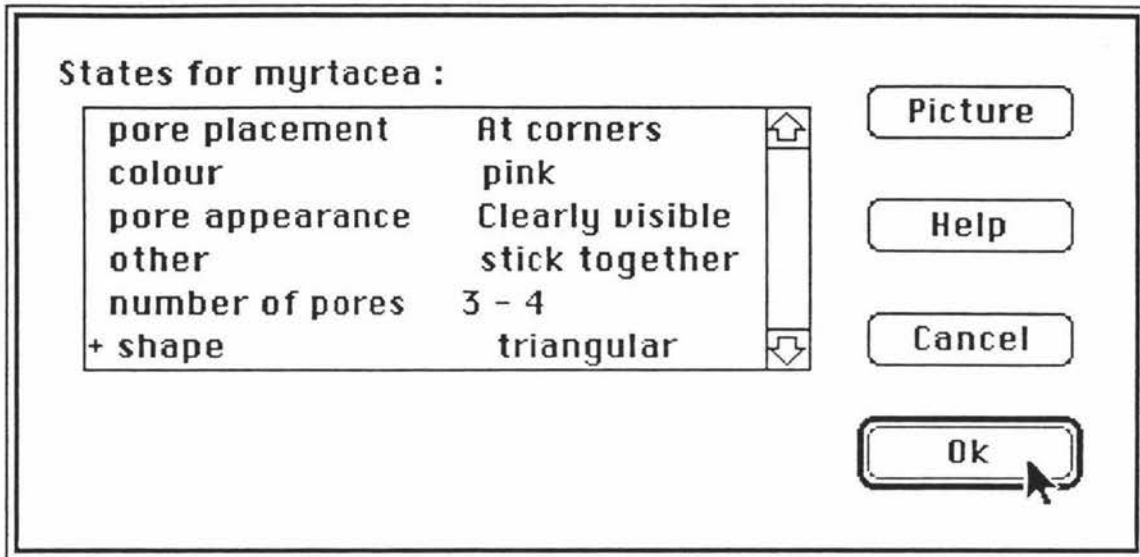 States for myrtacea :
pore placement At corners
colour pink
pore appearance Clearly visible
other stick together
number of pores 3 - 4
+ shape triangular
Picture
Help
Cancel
Ok